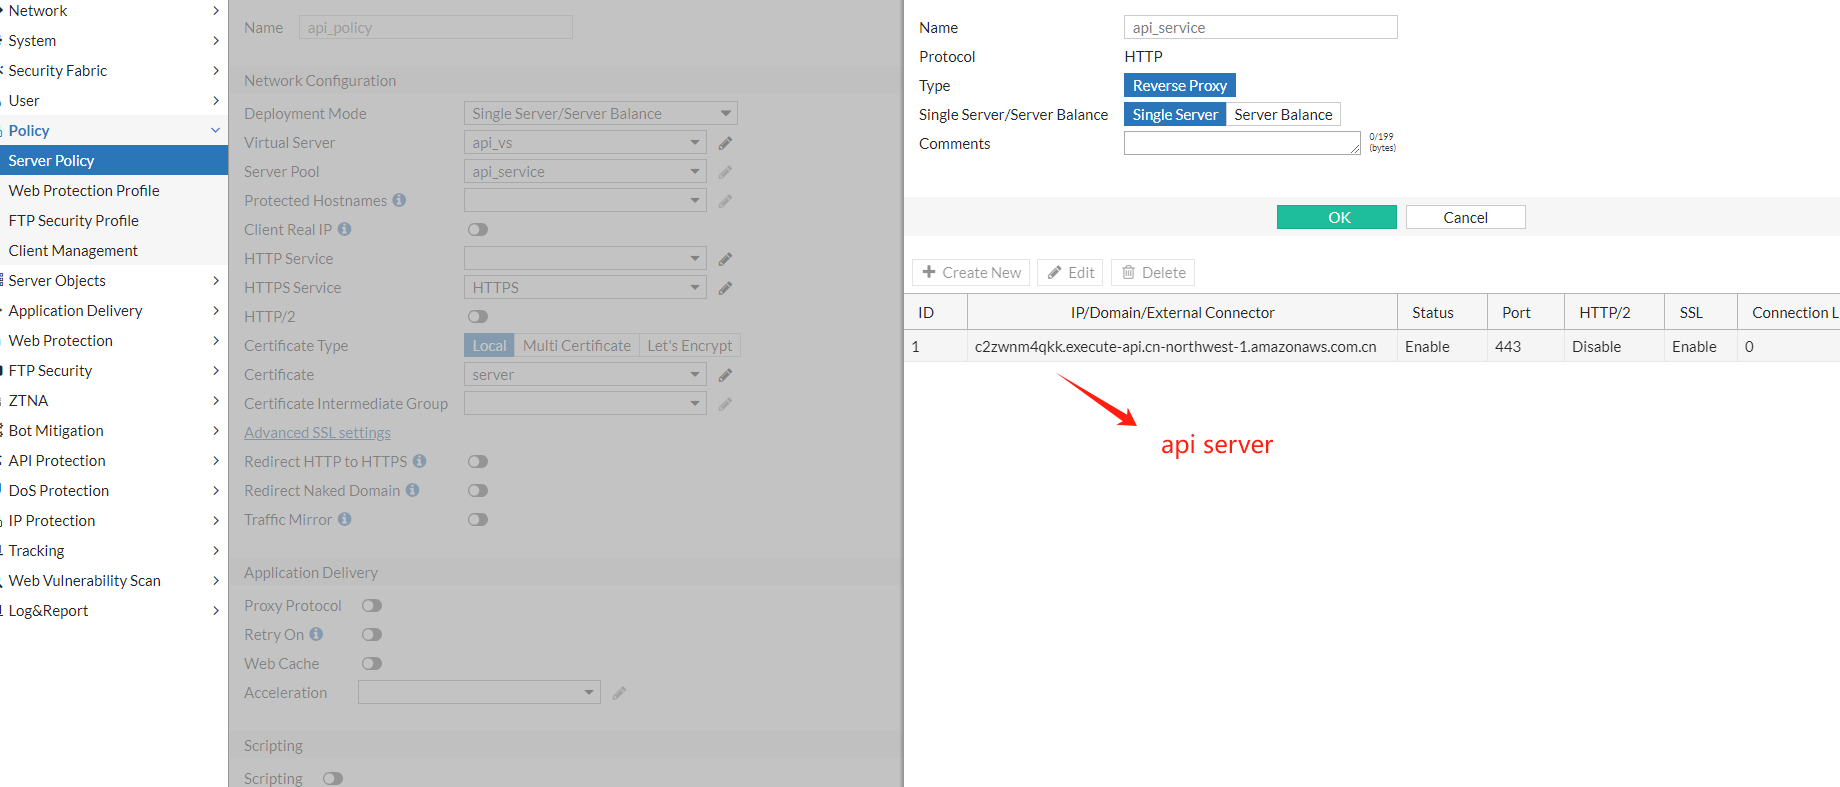 Network
System
Security Fabric
User
Policy
Server Policy
Web Protection Profile
FTP Security Profile
Client Management
Server Objects
Application Delivery
Web Protection
FTP Security
ZTNA
Bot Mitigation
API Protection
DoS Protection
IP Protection
Tracking
Web Vulnerability Scan
Log&Report
Name api_policy
Network Configuration
Deployment Mode Single Server/Server Balance
Virtual Server api_vs
Server Pool api_service
Protected Hostnames
Client Real IP
HTTP Service
HTTPS Service HTTPS
HTTP/2
Certificate Type Local Multi Certificate Let's Encrypt
Certificate server
Certificate Intermediate Group
Advanced SSL settings
Redirect HTTP to HTTPS
Redirect Naked Domain
Traffic Mirror
Application Delivery
Proxy Protocol
Retry On
Web Cache
Acceleration
Scripting
Scripting
Name api_service
Protocol HTTP
Type Reverse Proxy
Single Server/Server Balance Single Server Server Balance
Comments 0/199
(bytes)
OK Cancel
Create New Edit Delete
ID IP/Domain/External Connector Status Port HTTP/2 SSL Connection L
1 c2zwnm4qkk.execute-api.cn-northwest-1.amazonaws.com.cn Enable 443 Disable Enable 0
api server